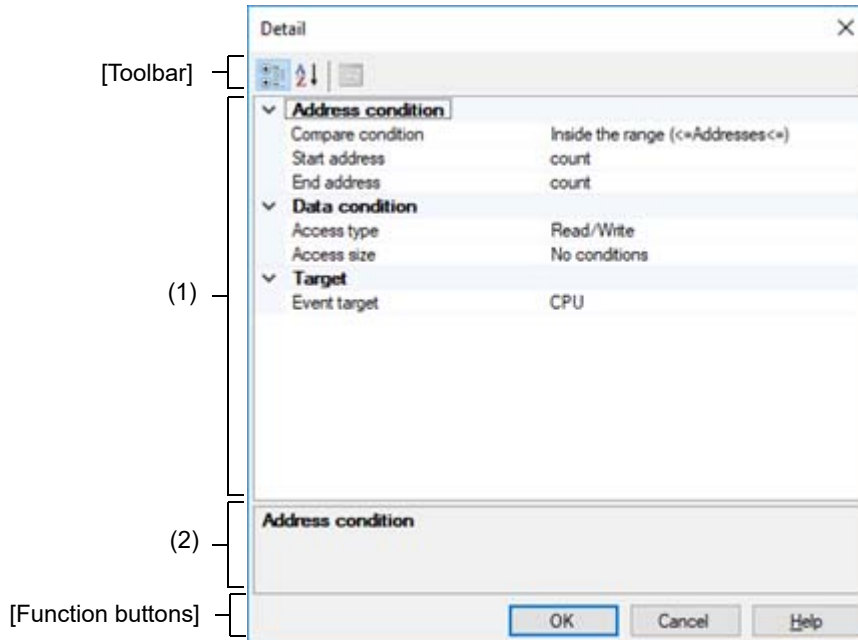 Detail
[Toolbar]
Address condition
Compare condition Inside the range (<=Addresses<=)
Start address count
End address count
Data condition
Access type Read/Write
Access size No conditions
(1)
Target
Event target CPU
Address condition
(2)
[Function buttons]
OK Cancel Help